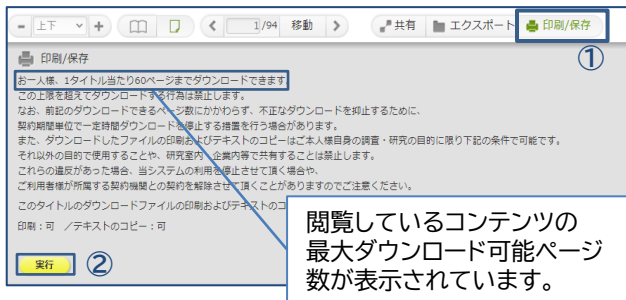 - 上下 + < 1/94 移動 > 共有 エクスポート 印刷/保存
①
印刷/保存
お一人様、1タイトル当たり60ページまでダウンロードできます
この上限を超えてダウンロードする行為は禁止します。
なお、前記のダウンロードできるページ数にかかわらず、不正なダウンロードを抑止するために、
契約期間単位で一定時間ダウンロードを停止する措置を行う場合があります。
また、ダウンロードしたファイルの印刷およびテキストのコピーはご本人様自身の調査・研究の目的に限り下記の条件で可能です。
それ以外の目的で使用することや、研究室内・企業内等で共有することは禁止します。
これらの違反があった場合、当システムの利用を停止させて頂く場合や、
ご利用者様が所属する契約機関との契約を解除させて頂くことがありますのでご注意ください。
このタイトルのダウンロードファイルの印刷およびテキストのコ
印刷:可 /テキストのコピー:可
実行 ②
閲覧しているコンテンツの
最大ダウンロード可能ページ
数が表示されています。